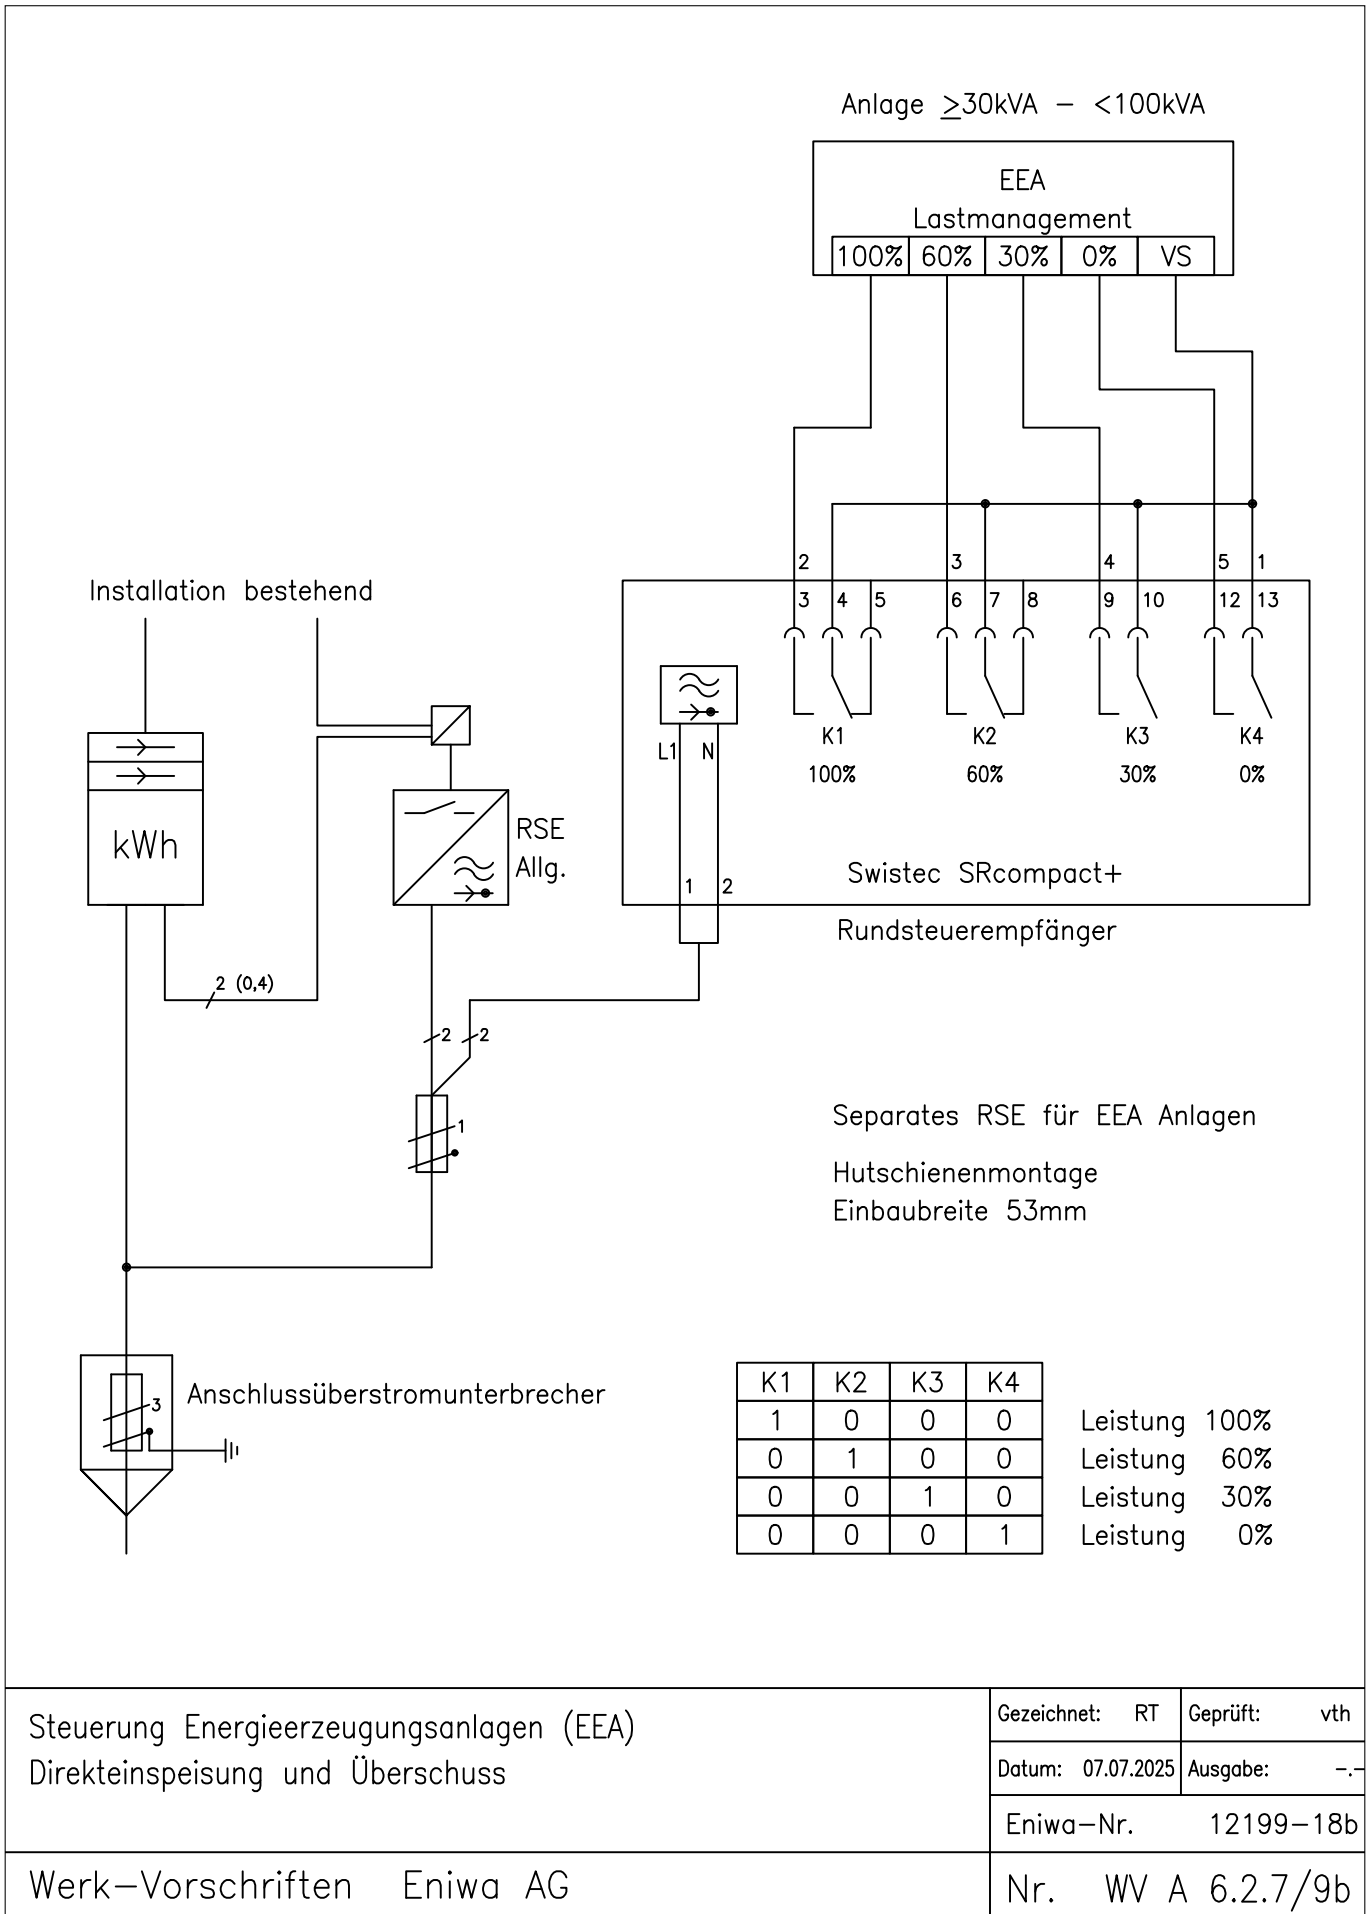 Anlage ≥30kVA – <100kVA
EEA
Lastmanagement
100% 60% 30% 0% VS
2 3 4 5 1
3 4 5 6 7 8 9 10 12 13
Installation bestehend
K1 K2 K3 K4
100% 60% 30% 0%
L1 N
kWh
RSE
Allg.
Swistec SRcompact+
1 2
Rundsteuerempfänger
2 (0,4)
2 2
1
Separates RSE für EEA Anlagen
Hutschienenmontage
Einbaubreite 53mm
Anschlussüberstromunterbrecher
3
K1 K2 K3 K4
1 0 0 0 Leistung 100%
0 1 0 0 Leistung 60%
0 0 1 0 Leistung 30%
0 0 0 1 Leistung 0%
Steuerung Energieerzeugungsanlagen (EEA)
Direkteinspeisung und Überschuss
Gezeichnet: RT Geprüft: vth
Datum: 07.07.2025 Ausgabe: –.–
Eniwa–Nr. 12199–18b
Werk–Vorschriften Eniwa AG
Nr. WV A 6.2.7/9b